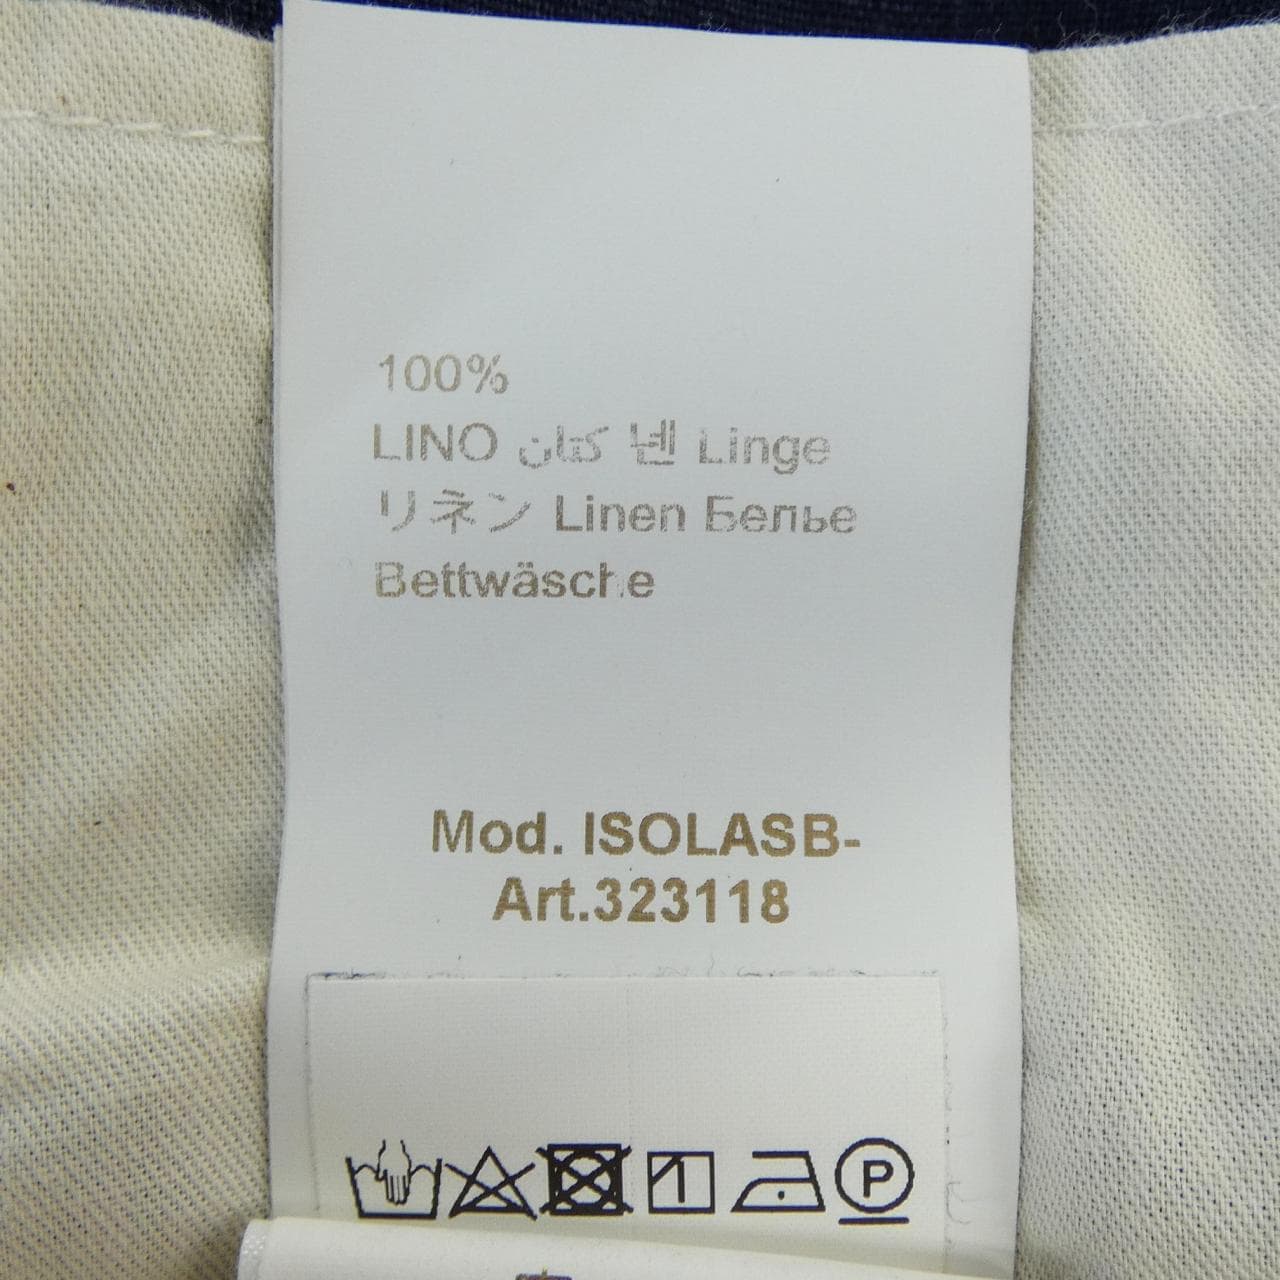 100%
LINO كتان 넨 Linge
リネン Linen Белье
Bettwäsche
Mod. ISOLASB-
Art.323118
P